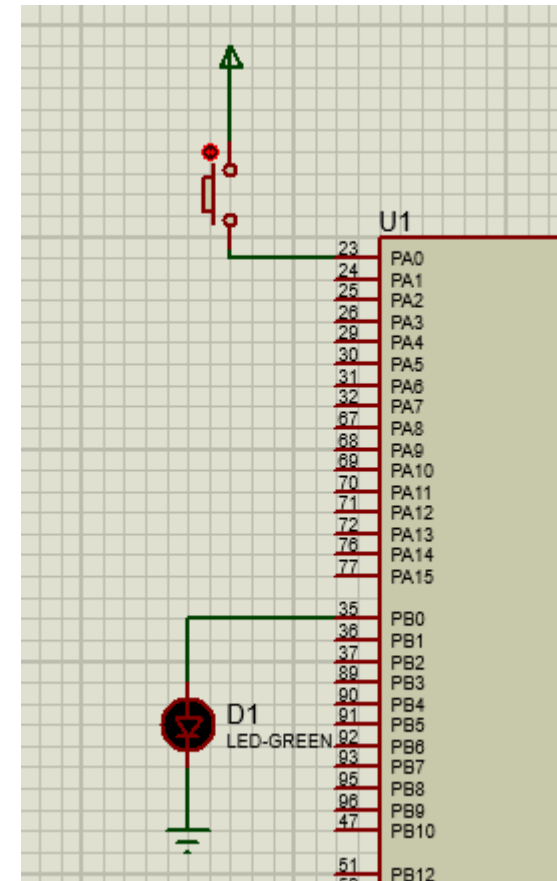 U1
23 PA0
24 PA1
25 PA2
26 PA3
29 PA4
30 PA5
31 PA6
32 PA7
67 PA8
68 PA9
69 PA10
70 PA11
71 PA12
72 PA13
76 PA14
77 PA15
35 PB0
36 PB1
37 PB2
89 PB3
90 PB4
D1
91 PB5
LED-GREEN
92 PB6
93 PB7
95 PB8
96 PB9
47 PB10
51 PB12